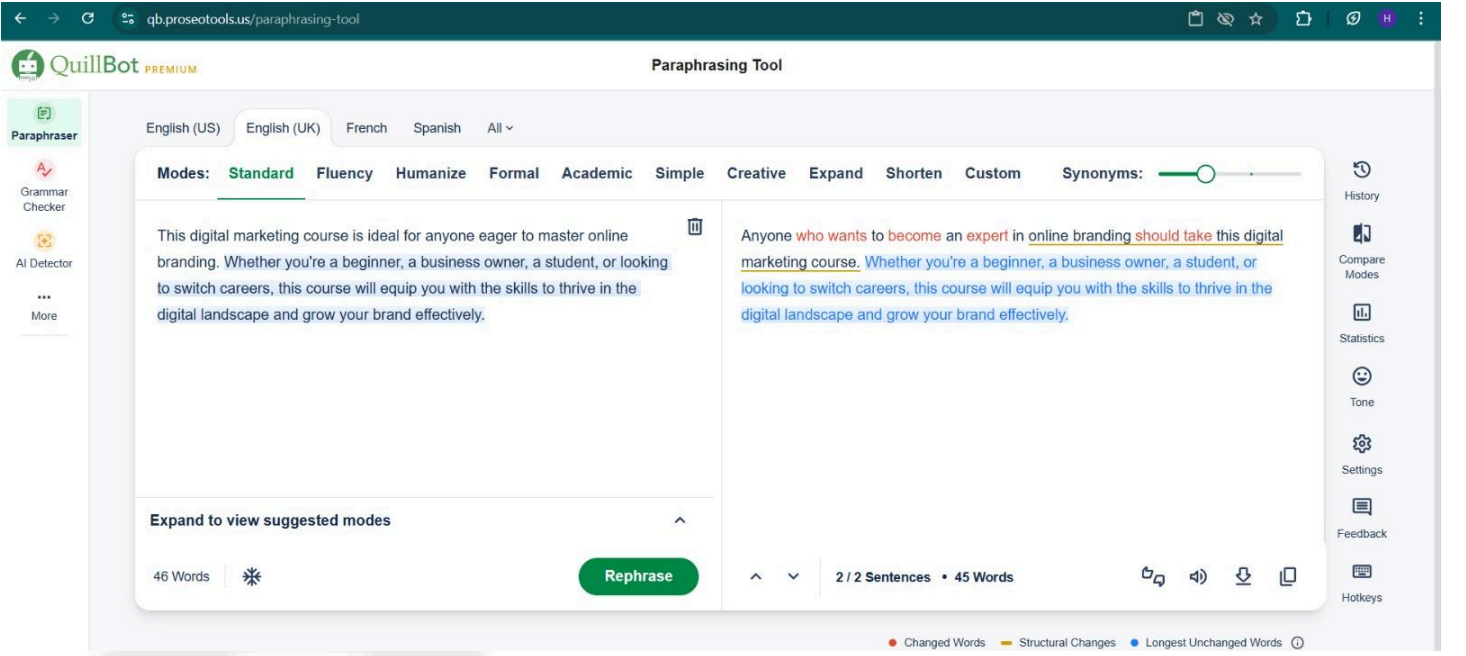 qb.proseotools.us/paraphrasing-tool
H
QuillBot PREMIUM
Paraphrasing Tool
Paraphraser
Grammar
Checker
AI Detector
More
English (US) English (UK) French Spanish All
Modes: Standard Fluency Humanize Formal Academic Simple Creative Expand Shorten Custom Synonyms:
This digital marketing course is ideal for anyone eager to master online
branding. Whether you're a beginner, a business owner, a student, or looking
to switch careers, this course will equip you with the skills to thrive in the
digital landscape and grow your brand effectively.
Expand to view suggested modes
46 Words
Rephrase
Anyone who wants to become an expert in online branding should take this digital
marketing course. Whether you're a beginner, a business owner, a student, or
looking to switch careers, this course will equip you with the skills to thrive in the
digital landscape and grow your brand effectively.
2 / 2 Sentences • 45 Words
History
Compare
Modes
Statistics
Tone
Settings
Feedback
Hotkeys
Changed Words Structural Changes Longest Unchanged Words